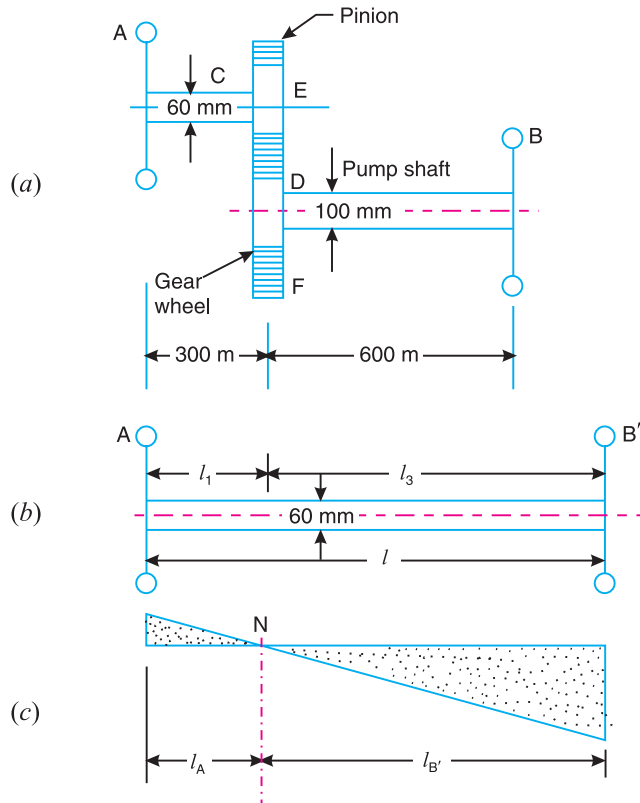 Pinion
A
C
60 mm
E
B
(a)
D
Pump shaft
100 mm
Gear
wheel
F
300 m
600 m
A
B′
l1
l3
(b)
60 mm
l
N
(c)
lA
lB′